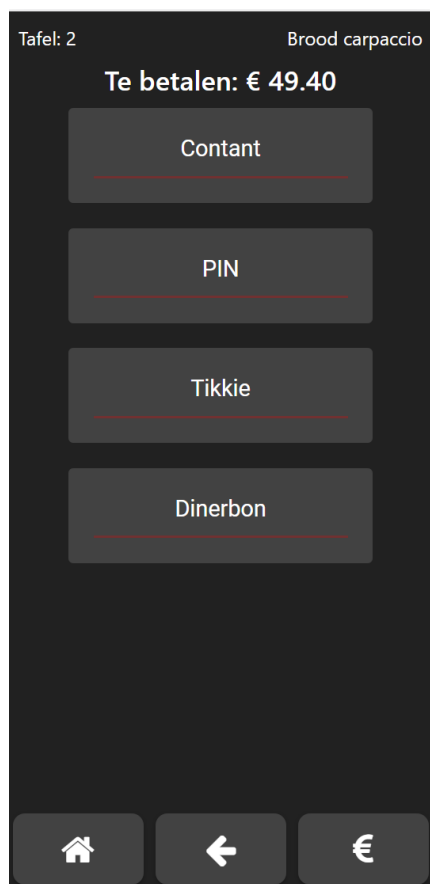 Tafel: 2 Brood carpaccio
Te betalen: € 49.40
Contant
PIN
Tikkie
Dinerbon
€